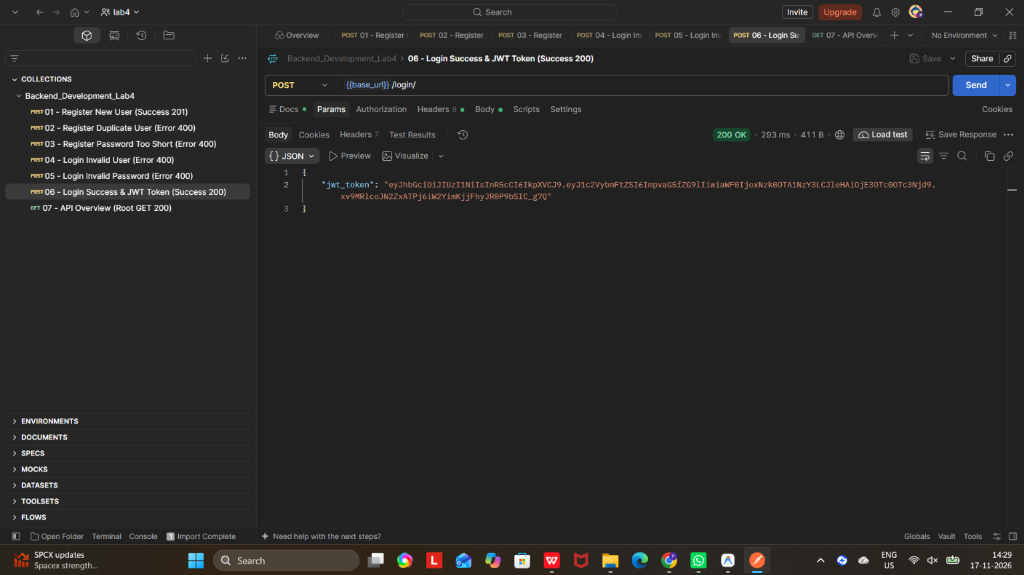 lab4
Search
Invite
Upgrade
Overview
POST 01 - Register
POST 02 - Register
POST 03 - Register
POST 04 - Login In
POST 05 - Login Inv
POST 06 - Login Su
GET 07 - API Overv
No Environment
Backend_Development_Lab4 > 06 - Login Success & JWT Token (Success 200)
Save
Share
COLLECTIONS
Backend_Development_Lab4
POST 01 - Register New User (Success 201)
POST 02 - Register Duplicate User (Error 400)
POST 03 - Register Password Too Short (Error 400)
POST 04 - Login Invalid User (Error 400)
POST 05 - Login Invalid Password (Error 400)
POST 06 - Login Success & JWT Token (Success 200)
GET 07 - API Overview (Root GET 200)
ENVIRONMENTS
DOCUMENTS
SPECS
MOCKS
DATASETS
TOOLSETS
FLOWS
POST
{{base_url}} /login/
Send
Docs
Params
Authorization
Headers 9
Body
Scripts
Settings
Cookies
Body
Cookies
Headers 7
Test Results
200 OK
293 ms
411 B
Load test
Save Response
{} JSON
Preview
Visualize
1 {
2 "jwt_token":
3 }
Open Folder
Terminal
Console
Import Complete
Need help with the next steps?
Globals
Vault
Tools
SPCX updates
Spacex strength...
Search
ENG
US
14:29
17-11-2026